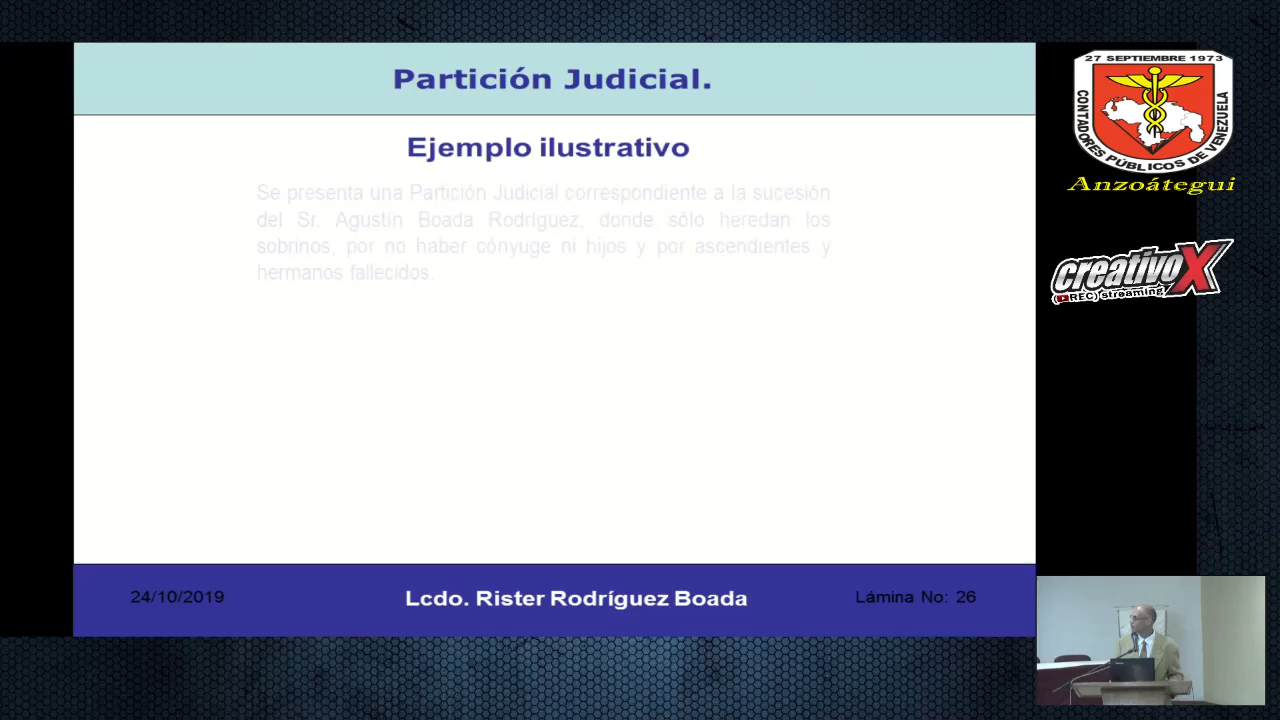 Partición Judicial.
Ejemplo ilustrativo
Se presenta una Partición Judicial correspondiente a la sucesión
del Sr. Agustín Boada Rodríguez, donde sólo heredan los
sobrinos, por no haber cónyuge ni hijos y por ascendientes y
hermanos fallecidos.
24/10/2019
Lcdo. Rister Rodríguez Boada
Lámina No: 26
27 SEPTIEMBRE 1973
CONTADORES PÚBLICOS DE VENEZUELA
Anzoátegui
creativoX
(REC) streaming